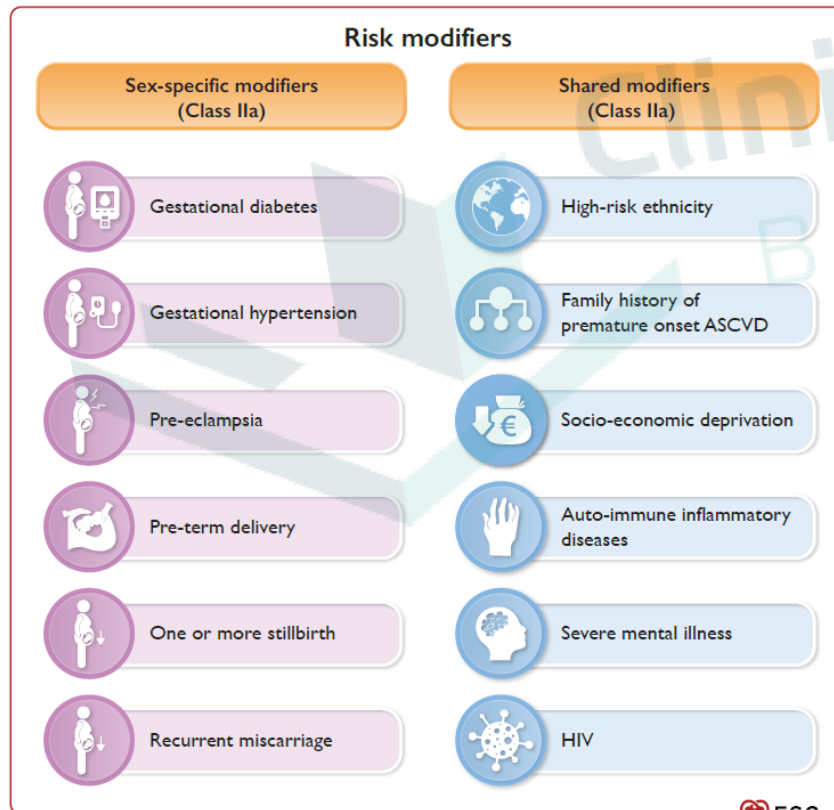 Risk modifiers
Sex-specific modifiers
(Class IIa)
Gestational diabetes
Gestational hypertension
Pre-eclampsia
Pre-term delivery
One or more stillbirth
Recurrent miscarriage
Shared modifiers
(Class IIa)
High-risk ethnicity
Family history of
premature onset ASCVD
Socio-economic deprivation
€
Auto-immune inflammatory
diseases
Severe mental illness
HIV
Clini
B